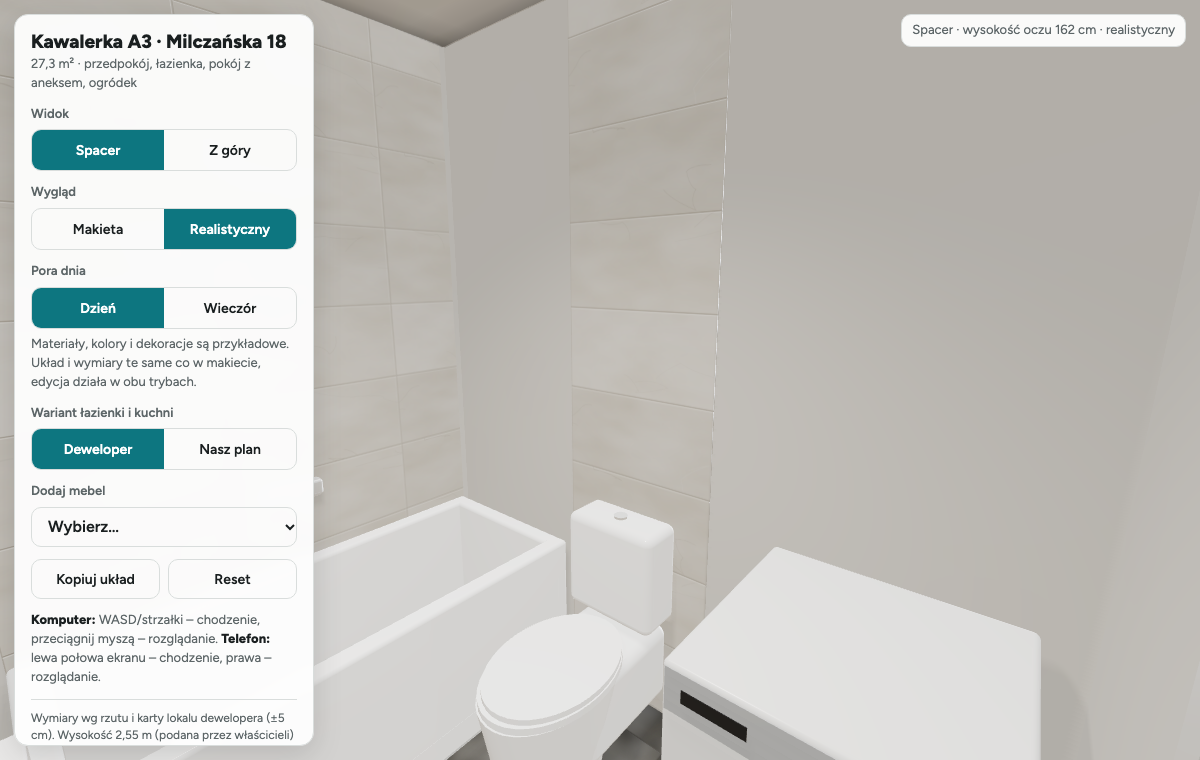 Kawalerka A3 · Milczańska 18
27,3 m² · przedpokój, łazienka, pokój z
aneksem, ogródek
Spacer · wysokość oczu 162 cm · realistyczny
Widok
Spacer
Z góry
Wygląd
Makieta
Realistyczny
Pora dnia
Dzień
Wieczór
Materiały, kolory i dekoracje są przykładowe.
Układ i wymiary te same co w makiecie,
edycja działa w obu trybach.
Wariant łazienki i kuchni
Deweloper
Nasz plan
Dodaj mebel
Wybierz...
Kopiuj układ
Reset
Komputer: WASD/strzałki – chodzenie,
przeciągnij myszą – rozglądanie. Telefon:
lewa połowa ekranu – chodzenie, prawa –
rozglądanie.
Wymiary wg rzutu i karty lokalu dewelopera (±5
cm). Wysokość 2,55 m (podana przez właścicieli)